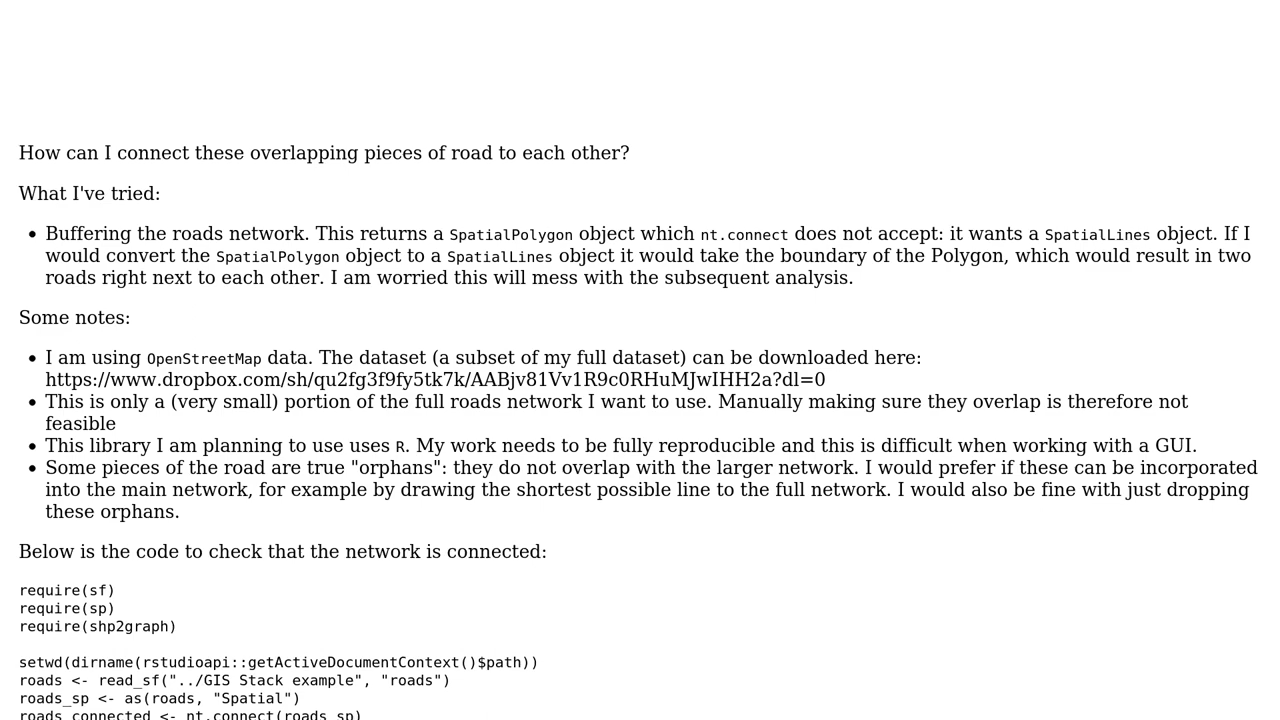 How can I connect these overlapping pieces of road to each other?
What I've tried:
• Buffering the roads network. This returns a SpatialPolygon object which nt.connect does not accept: it wants a SpatialLines object. If I
would convert the SpatialPolygon object to a SpatialLines object it would take the boundary of the Polygon, which would result in two
roads right next to each other. I am worried this will mess with the subsequent analysis.
Some notes:
• I am using OpenStreetMap data. The dataset (a subset of my full dataset) can be downloaded here:
https://www.dropbox.com/sh/qu2fg3f9fy5tk7k/AABjv81Vv1R9c0RHuMJwIHH2a?dl=0
• This is only a (very small) portion of the full roads network I want to use. Manually making sure they overlap is therefore not
feasible
• This library I am planning to use uses R. My work needs to be fully reproducible and this is difficult when working with a GUI.
• Some pieces of the road are true "orphans": they do not overlap with the larger network. I would prefer if these can be incorporated
into the main network, for example by drawing the shortest possible line to the full network. I would also be fine with just dropping
these orphans.
Below is the code to check that the network is connected:
require(sf)
require(sp)
require(shp2graph)
setwd(dirname(rstudioapi::getActiveDocumentContext()$path))
roads <- read_sf("../GIS Stack example", "roads")
roads_sp <- as(roads, "Spatial")
roads_connected <- nt.connect(roads_sp)